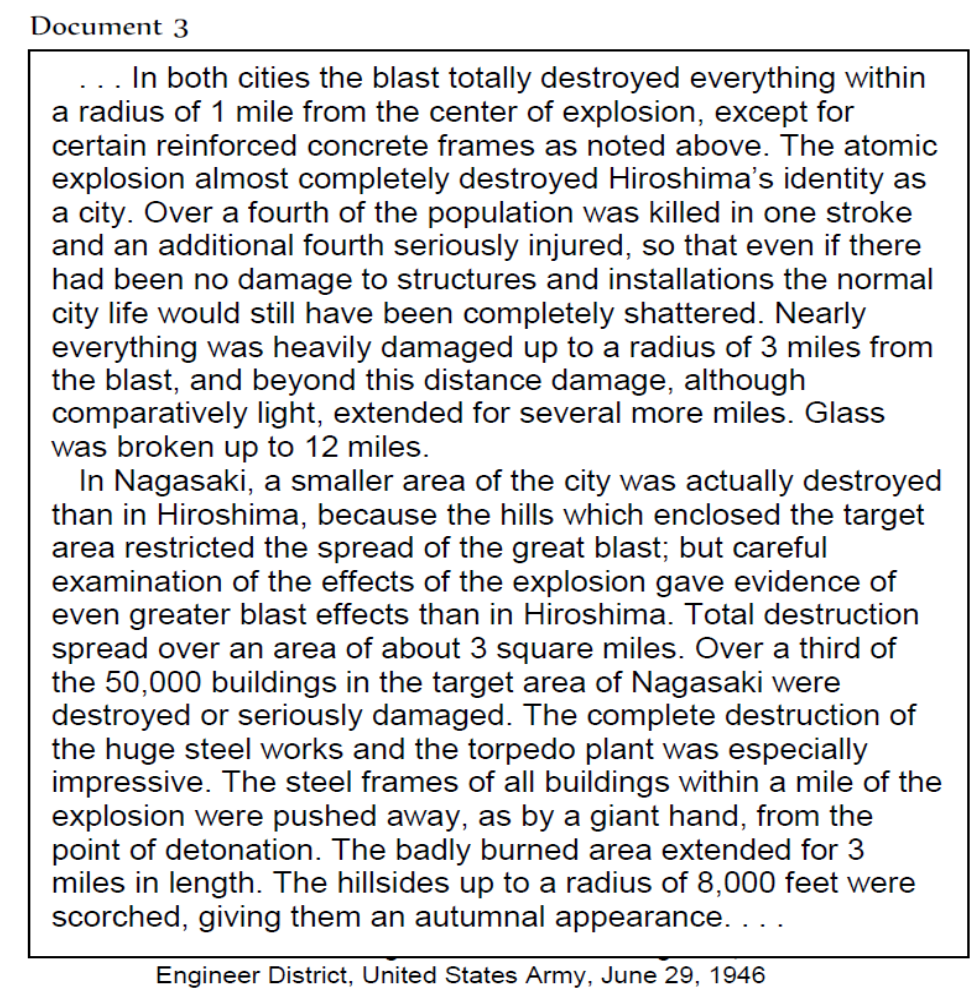 Document 3
. . . In both cities the blast totally destroyed everything within
a radius of 1 mile from the center of explosion, except for
certain reinforced concrete frames as noted above. The atomic
explosion almost completely destroyed Hiroshima’s identity as
a city. Over a fourth of the population was killed in one stroke
and an additional fourth seriously injured, so that even if there
had been no damage to structures and installations the normal
city life would still have been completely shattered. Nearly
everything was heavily damaged up to a radius of 3 miles from
the blast, and beyond this distance damage, although
comparatively light, extended for several more miles. Glass
was broken up to 12 miles.
In Nagasaki, a smaller area of the city was actually destroyed
than in Hiroshima, because the hills which enclosed the target
area restricted the spread of the great blast; but careful
examination of the effects of the explosion gave evidence of
even greater blast effects than in Hiroshima. Total destruction
spread over an area of about 3 square miles. Over a third of
the 50,000 buildings in the target area of Nagasaki were
destroyed or seriously damaged. The complete destruction of
the huge steel works and the torpedo plant was especially
impressive. The steel frames of all buildings within a mile of the
explosion were pushed away, as by a giant hand, from the
point of detonation. The badly burned area extended for 3
miles in length. The hillsides up to a radius of 8,000 feet were
scorched, giving them an autumnal appearance. . . .
Engineer District, United States Army, June 29, 1946